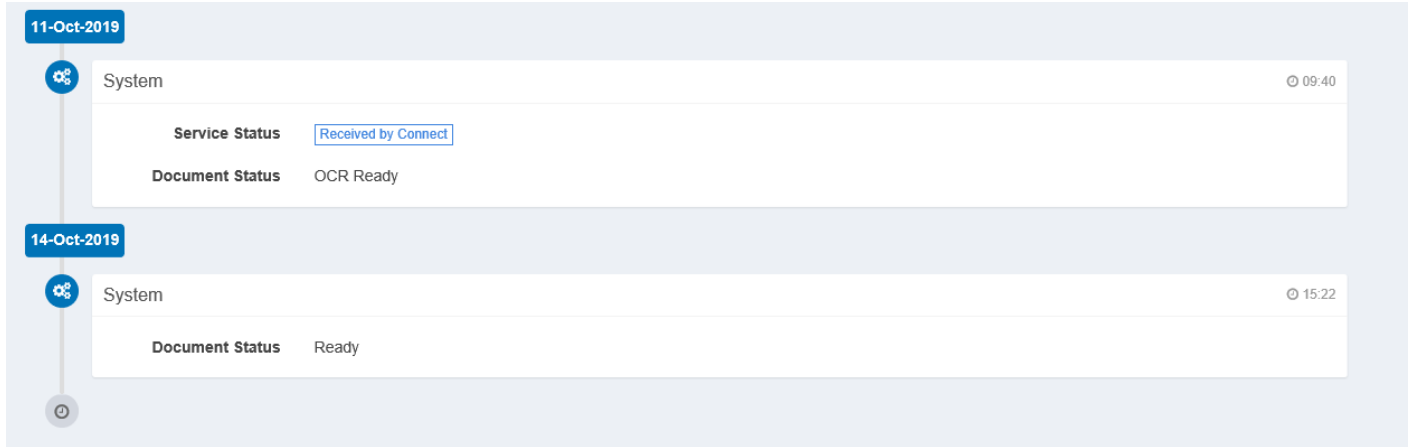 11-Oct-2019
System 09:40
Service Status Received by Connect
Document Status OCR Ready
14-Oct-2019
System 15:22
Document Status Ready